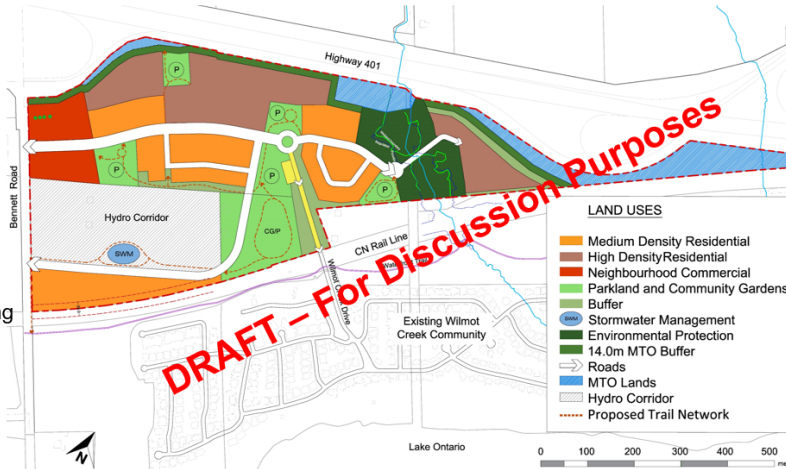 Highway 401
P
P
P
P
P
CG/P
Bennett Road
Hydro Corridor
SWM
CN Rail Line
Wilmot Creek Drive
Existing Wilmot
Creek Community
Lake Ontario
ng
N
DRAFT – For Discussion Purposes
LAND USES
Medium Density Residential
High DensityResidential
Neighbourhood Commercial
Parkland and Community Gardens
Buffer
SWM Stormwater Management
Environmental Protection
14.0m MTO Buffer
Roads
MTO Lands
Hydro Corridor
Proposed Trail Network
0 100 200 300 400 500
me